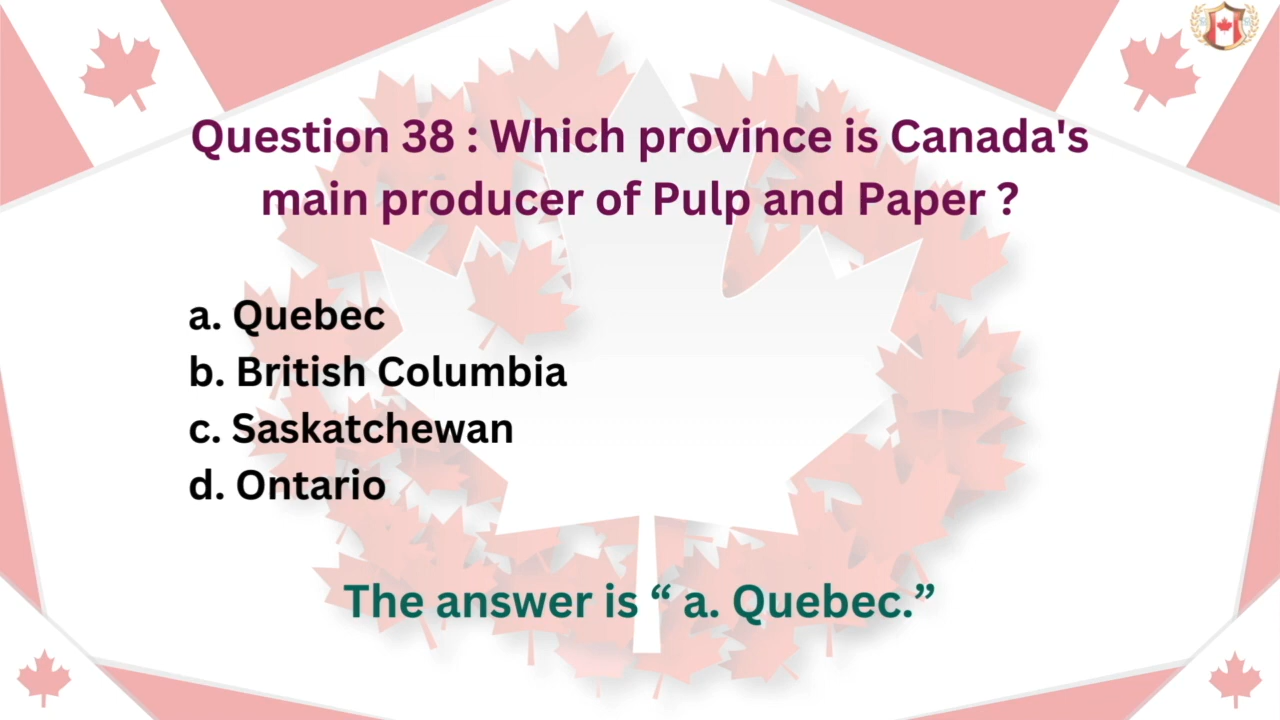 Question 38 : Which province is Canada's
main producer of Pulp and Paper ?
a. Quebec
b. British Columbia
c. Saskatchewan
d. Ontario
The answer is “ a. Quebec.”